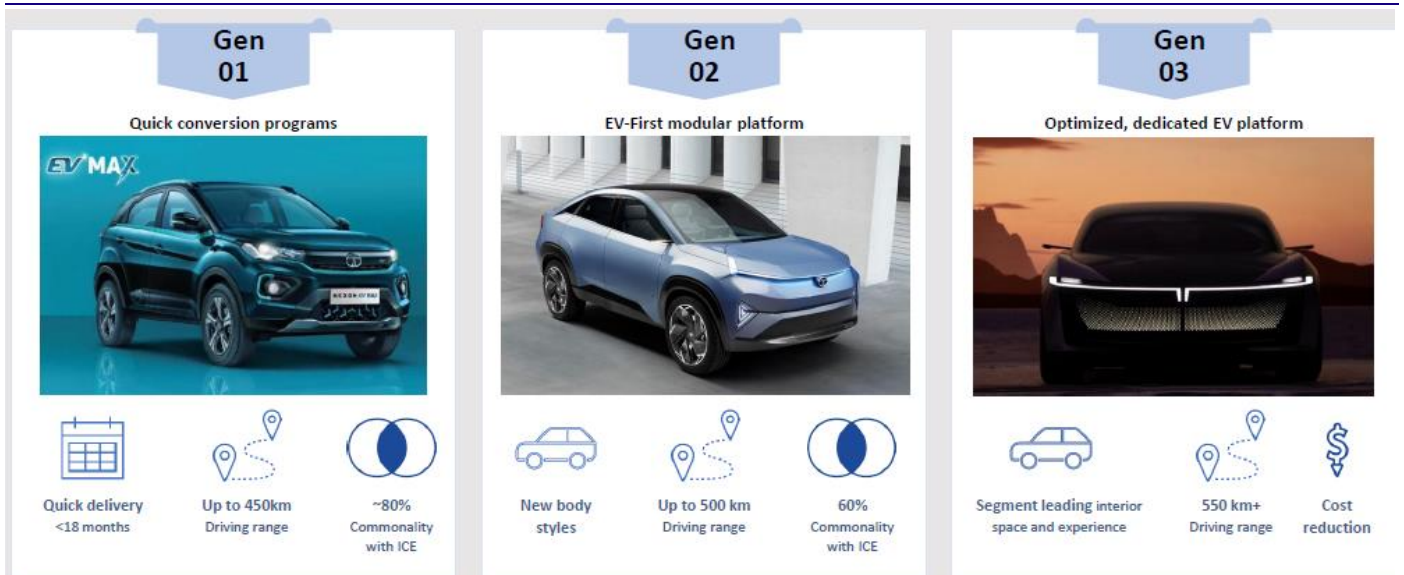 Gen
01
Quick conversion programs
EV MAX
Quick delivery
<18 months
Up to 450km
Driving range
~80%
Commonality
with ICE
Gen
02
EV-First modular platform
New body
styles
Up to 500 km
Driving range
60%
Commonality
with ICE
Gen
03
Optimized, dedicated EV platform
Segment leading interior
space and experience
550 km+
Driving range
Cost
reduction